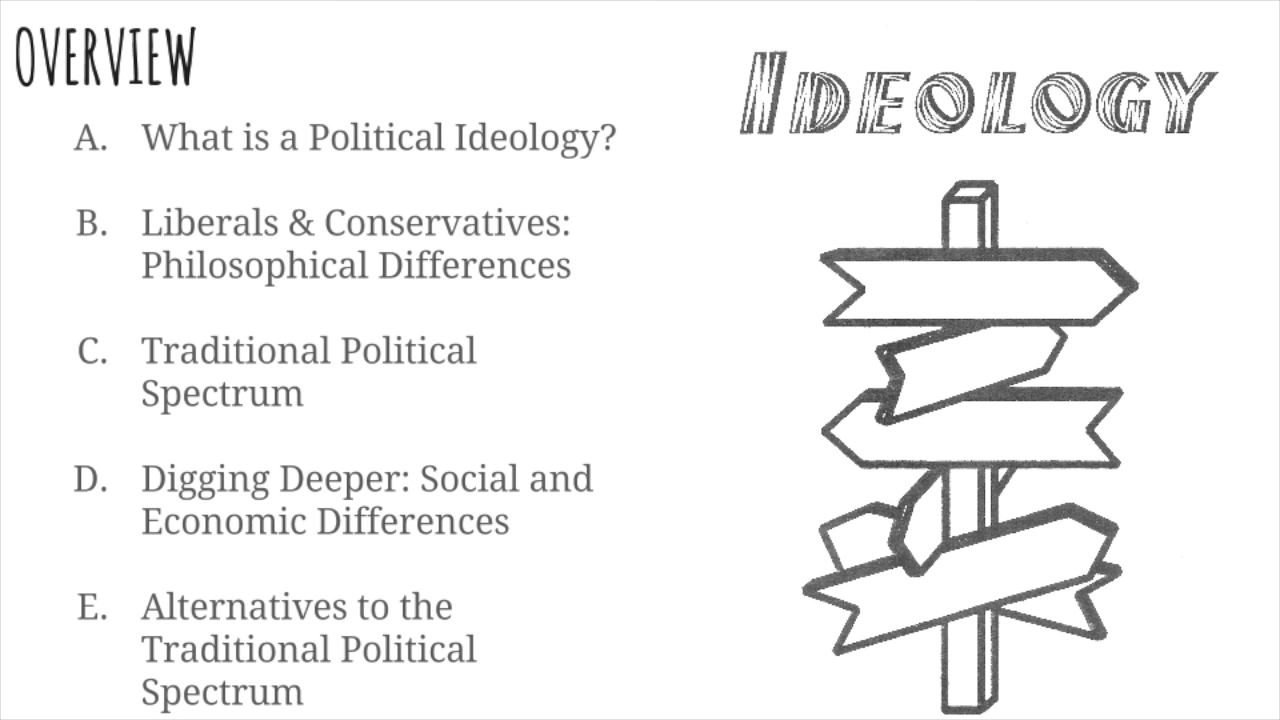 OVERVIEW
IDEOLOGY
A. What is a Political Ideology?
B. Liberals & Conservatives:
Philosophical Differences
C. Traditional Political
Spectrum
D. Digging Deeper: Social and
Economic Differences
E. Alternatives to the
Traditional Political
Spectrum